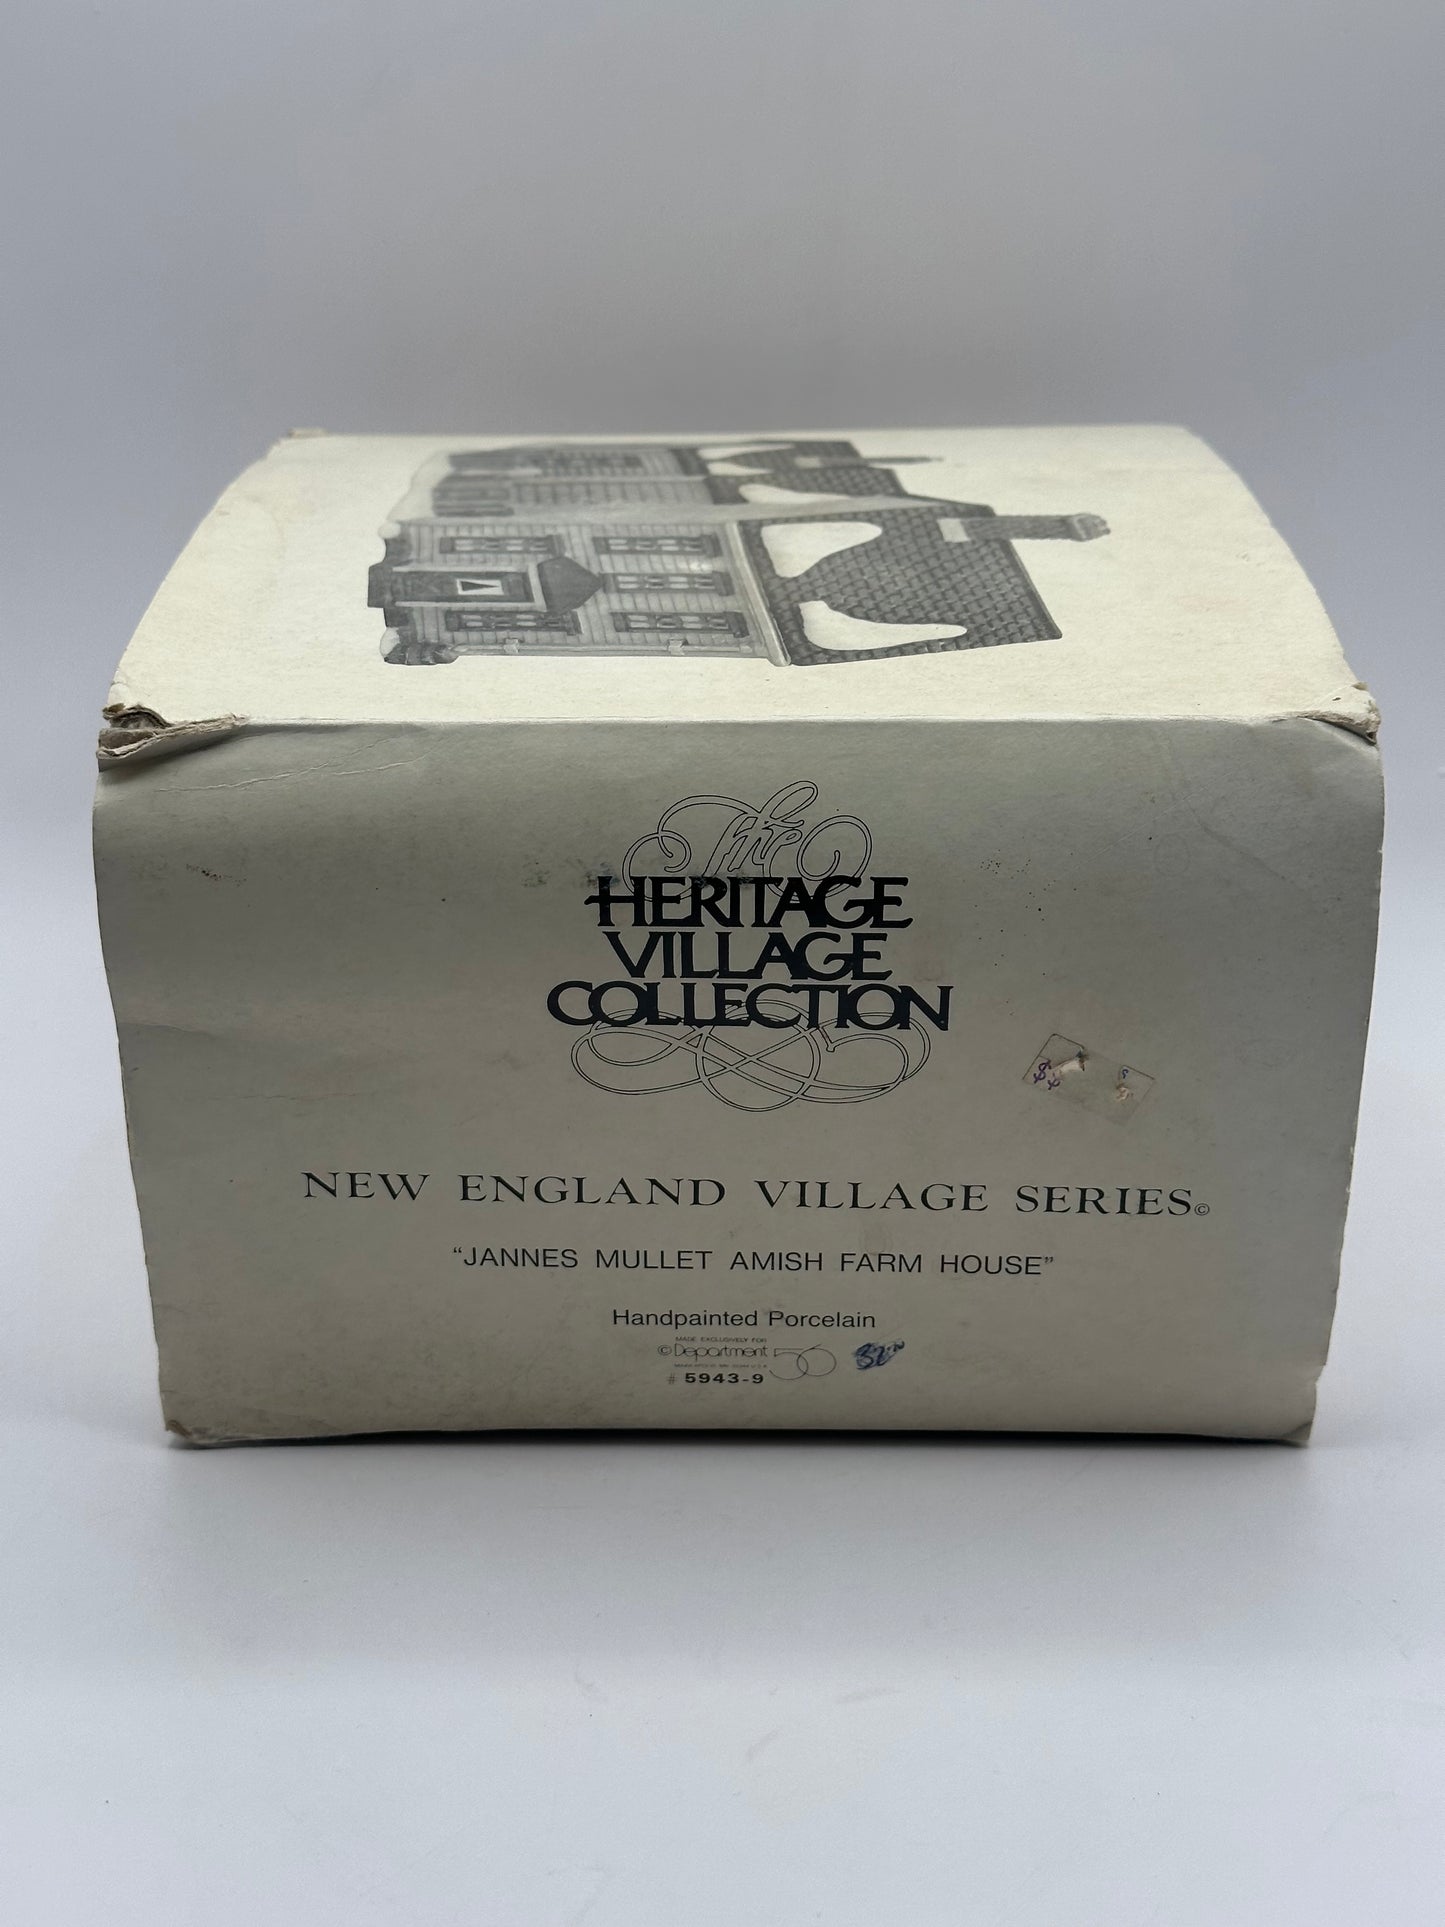 The
HERITAGE
VILLAGE
COLLECTION
NEW ENGLAND VILLAGE SERIES©
"JANNES MULLET AMISH FARM HOUSE"
Handpainted Porcelain
MADE EXCLUSIVELY FOR
© Department 56
# 5943-9